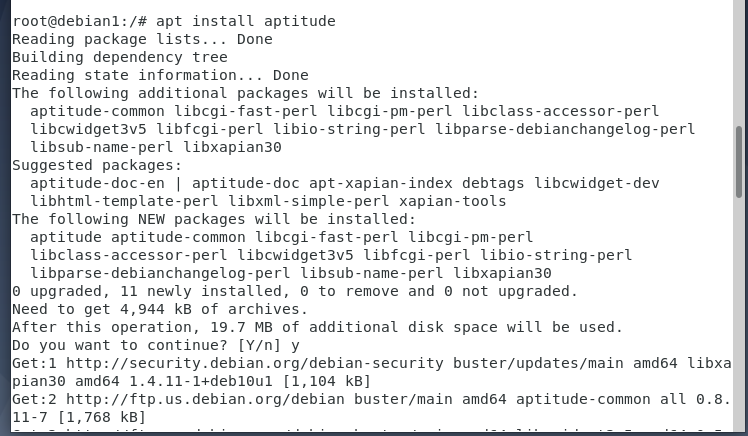 root@debian1:/# apt install aptitude
Reading package lists... Done
Building dependency tree
Reading state information... Done
The following additional packages will be installed:
  aptitude-common libcgi-fast-perl libcgi-pm-perl libclass-accessor-perl
  libcwidget3v5 libfcgi-perl libio-string-perl libparse-debianchangelog-perl
  libsub-name-perl libxapian30
Suggested packages:
  aptitude-doc-en | aptitude-doc apt-xapian-index debtags libcwidget-dev
  libhtml-template-perl libxml-simple-perl xapian-tools
The following NEW packages will be installed:
  aptitude aptitude-common libcgi-fast-perl libcgi-pm-perl
  libclass-accessor-perl libcwidget3v5 libfcgi-perl libio-string-perl
  libparse-debianchangelog-perl libsub-name-perl libxapian30
0 upgraded, 11 newly installed, 0 to remove and 0 not upgraded.
Need to get 4,944 kB of archives.
After this operation, 19.7 MB of additional disk space will be used.
Do you want to continue? [Y/n] y
Get:1 http://security.debian.org/debian-security buster/updates/main amd64 libxa
pian30 amd64 1.4.11-1+deb10u1 [1,104 kB]
Get:2 http://ftp.us.debian.org/debian buster/main amd64 aptitude-common all 0.8.
11-7 [1,768 kB]